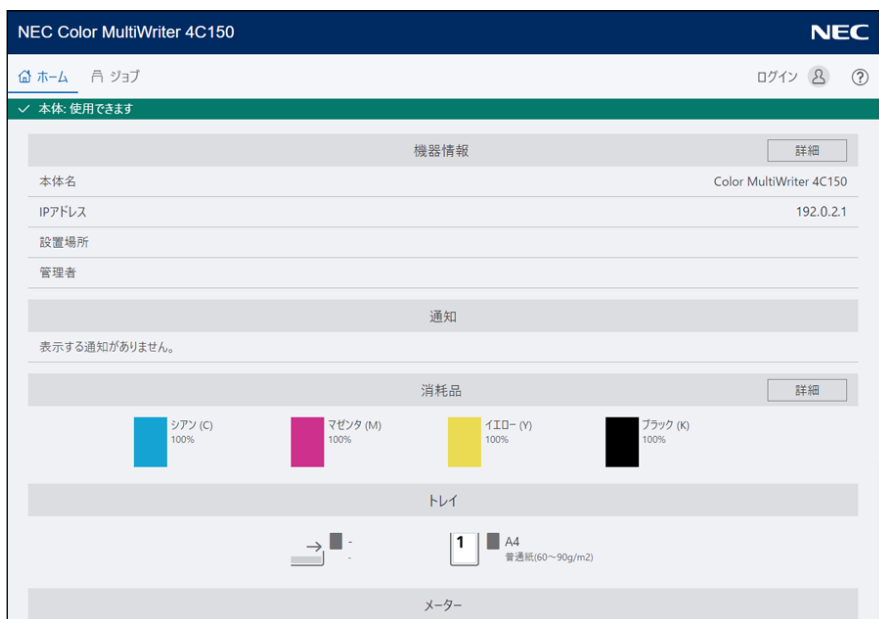 NEC Color MultiWriter 4C150 NEC
ホーム ジョブ ログイン ?
本体: 使用できます
機器情報 詳細
本体名 Color MultiWriter 4C150
IPアドレス 192.0.2.1
設置場所
管理者
通知
表示する通知がありません。
消耗品 詳細
シアン (C) マゼンタ (M) イエロー (Y) ブラック (K)
100% 100% 100% 100%
トレイ
- 1 A4
- 普通紙(60～90g/m2)
メーター